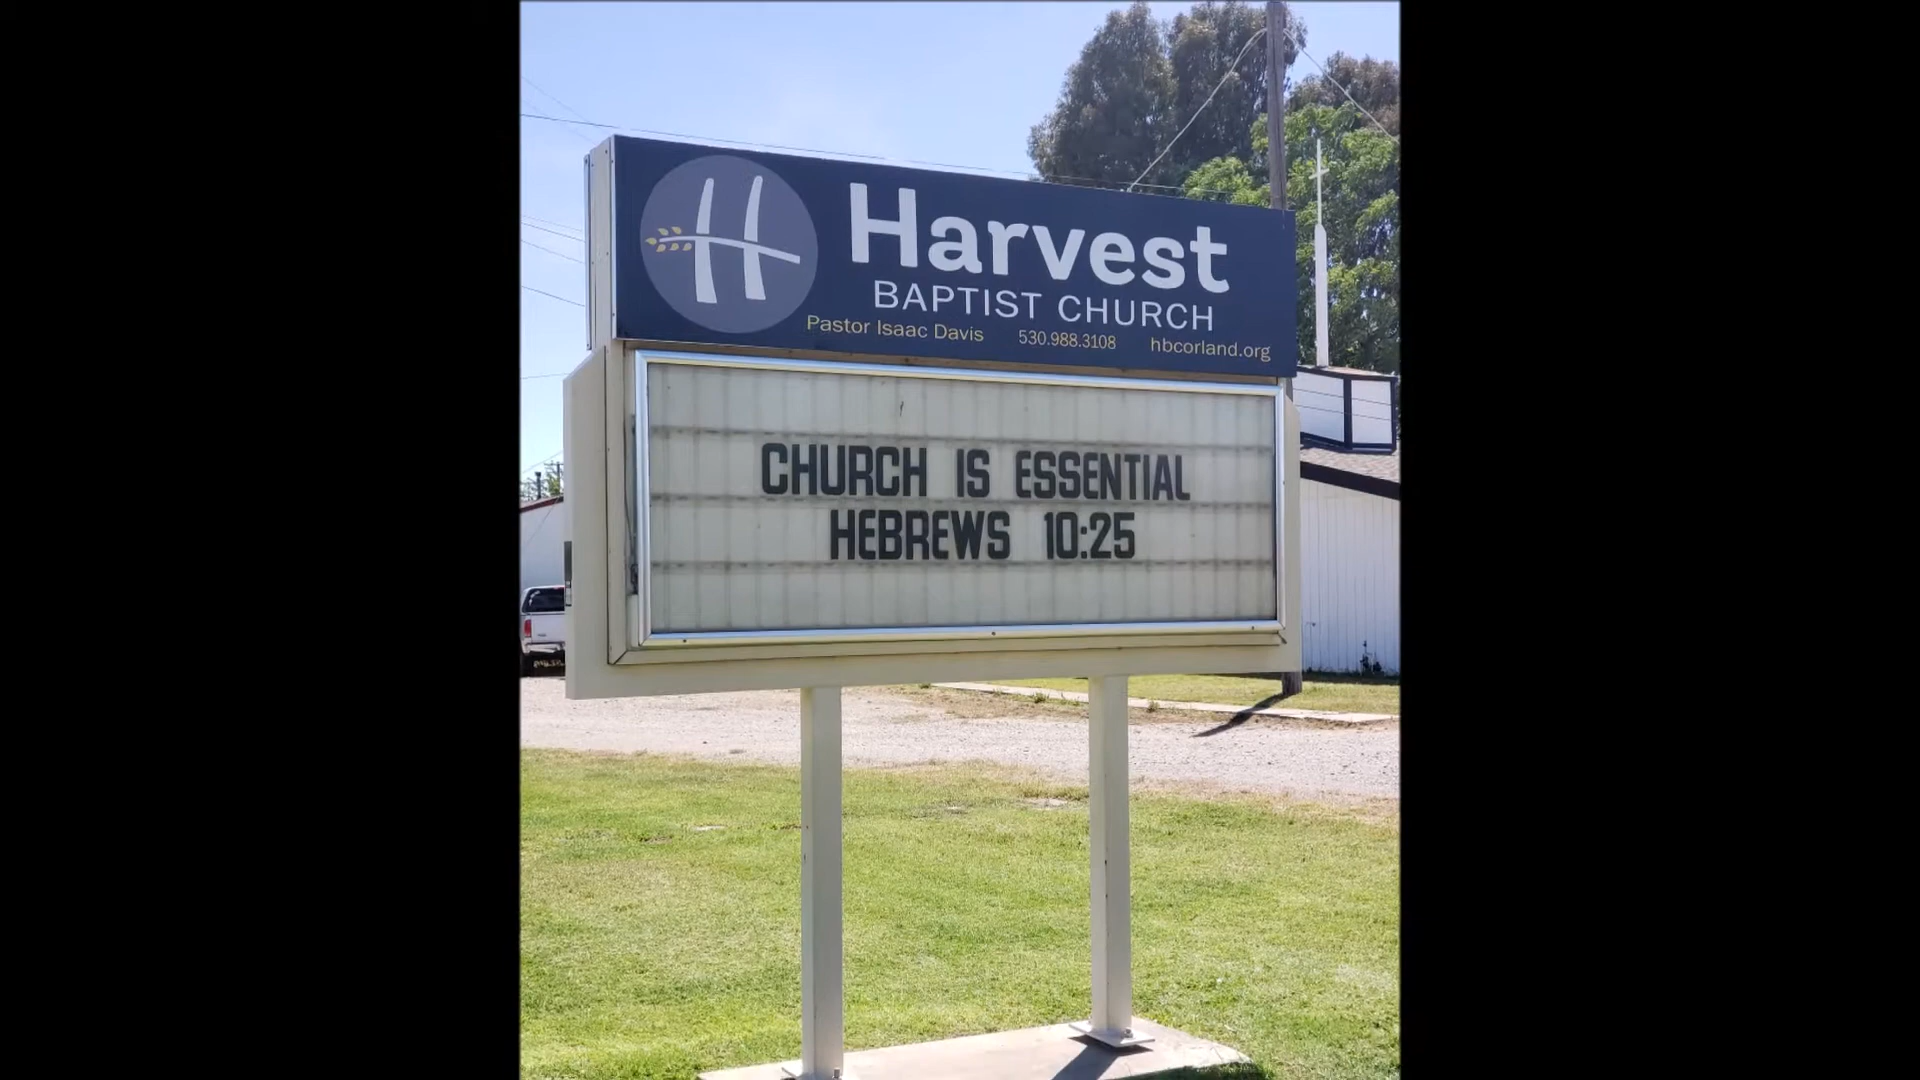 Harvest
BAPTIST CHURCH
Pastor Isaac Davis 530.988.3108 hbcorland.org
CHURCH IS ESSENTIAL
HEBREWS 10:25